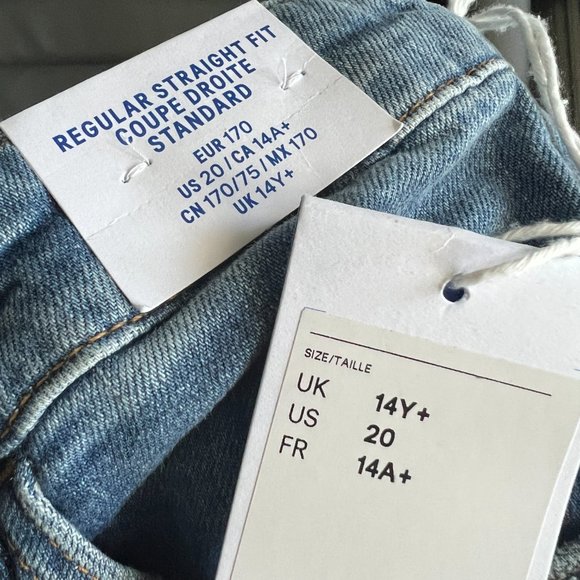 REGULAR STRAIGHT FIT
COUPE DROITE
STANDARD
EUR 170
US 20 / CA 14A+
CN 170/75 / MX 170
UK 14Y+
SIZE/TAILLE
UK 14Y+
US 20
FR 14A+